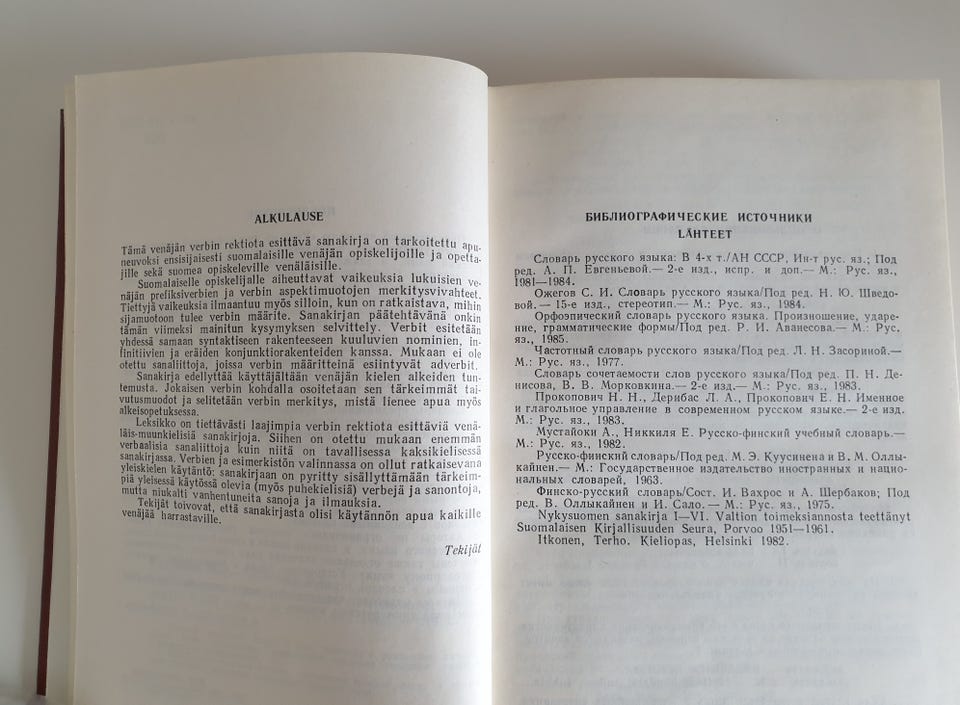 ALKULAUSE
Tämä venäjän verbin rektiota esittävä sanakirja on tarkoitettu apu-
neuvoksi ensisijaisesti suomalaisille venäjän opiskelijoille ja opetta-
jille sekä suomea opiskeleville venäläisille.
Suomalaiselle opiskelijalle aiheuttavat vaikeuksia lukuisien ve-
näjän prefiksiverbien ja verbin aspektimuotojen merkitysvivahteet.
Tiettyjä vaikeuksia ilmaantuu myös silloin, kun on ratkaistava, mihin
sijamuotoon tulee verbin määrite. Sanakirjan päätehtävänä onkin
tämän viimeksi mainitun kysymyksen selvittely. Verbit esitetään
yhdessä samaan syntaktiseen rakenteeseen kuuluvien nominien, in-
finitiivien ja eräiden konjunktiorakenteiden kanssa. Mukaan ei ole
otettu sanaliittoja, joissa verbin määritteinä esiintyvät adverbit.
Sanakirja edellyttää käyttäjältään venäjän kielen alkeiden tun-
temusta. Jokaisen verbin kohdalla osoitetaan sen tärkeimmät tai-
vutusmuodot ja selitetään verbin merkitys, mistä lienee apua myös
alkeisopetuksessa.
Leksikko on tiettävästi laajimpia verbin rektiota esittäviä venä-
läis-muunkielisiä sanakirjoja. Siihen on otettu mukaan enemmän
verbaalisia sanaliittoja kuin niitä on tavallisessa kaksikielisessä
sanakirjassa. Verbien ja esimerkistön valinnassa on ollut ratkaisevana
yleiskielen käytäntö: sanakirjaan on pyritty sisällyttämään tärkeim-
piä yleisessä käytössä olevia (myös puhekielisiä) verbejä ja sanontoja,
mutta niukalti vanhentuneita sanoja ja ilmauksia.
Tekijät toivovat, että sanakirjasta olisi käytännön apua kaikille
venäjää harrastaville.
Tekijät
БИБЛИОГРАФИЧЕСКИЕ ИСТОЧНИКИ
LÄHTEET
Словарь русского языка: В 4-х т./АН СССР, Ин-т рус. яз.; Под
ред. А. П. Евгеньевой.— 2-е изд., испр. и доп.— М.: Рус. яз.,
1981—1984.
Ожегов С. И. Словарь русского языка/Под ред. Н. Ю. Шведо-
вой.— 15-е изд., стереотип.— М.: Рус. яз., 1984.
Орфоэпический словарь русского языка. Произношение, ударе-
ние, грамматические формы/Под ред. Р. И. Аванесова.— М.: Рус.
яз., 1985.
Частотный словарь русского языка/Под ред. Л. Н. Засориной.—
М.: Рус. яз., 1977.
Словарь сочетаемости слов русского языка/Под ред. П. Н. Де-
нисова, В. В. Морковкина.— 2-е изд.— М.: Рус. яз., 1983.
Прокопович Н. Н., Дерибас Л. А., Прокопович Е. Н. Именное
и глагольное управление в современном русском языке.— 2-е изд.
М.: Рус. яз., 1983.
Мустайоки А., Никкиля Е. Русско-финский учебный словарь.—
М.: Рус. яз., 1982.
Русско-финский словарь/Под ред. М. Э. Куусинена и В. М. Оллы-
кайнен.— М.: Государственное издательство иностранных и нацио-
нальных словарей, 1963.
Финско-русский словарь/Сост. И. Вахрос и А. Щербаков; Под
ред. В. Оллыкайнен и И. Сало.— М.: Рус. яз., 1975.
Nykysuomen sanakirja I—VI. Valtion toimeksiannosta teettänyt
Suomalaisen Kirjallisuuden Seura, Porvoo 1951—1961.
Itkonen, Terho. Kieliopas, Helsinki 1982.